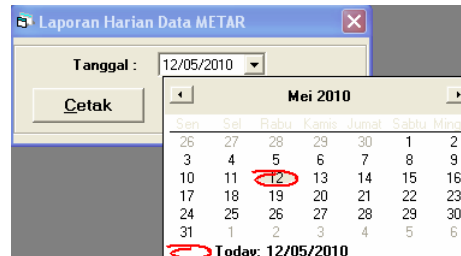 Laporan Harian Data METAR
Tanggal : 12/05/2010
Cetak
Mei 2010
Sen Sel Rabu Kamis Jumat Sabtu Ming
26 27 28 29 30 1 2
3 4 5 6 7 8 9
10 11 12 13 14 15 16
17 18 19 20 21 22 23
24 25 26 27 28 29 30
31 1 2 3 4 5 6
Today: 12/05/2010